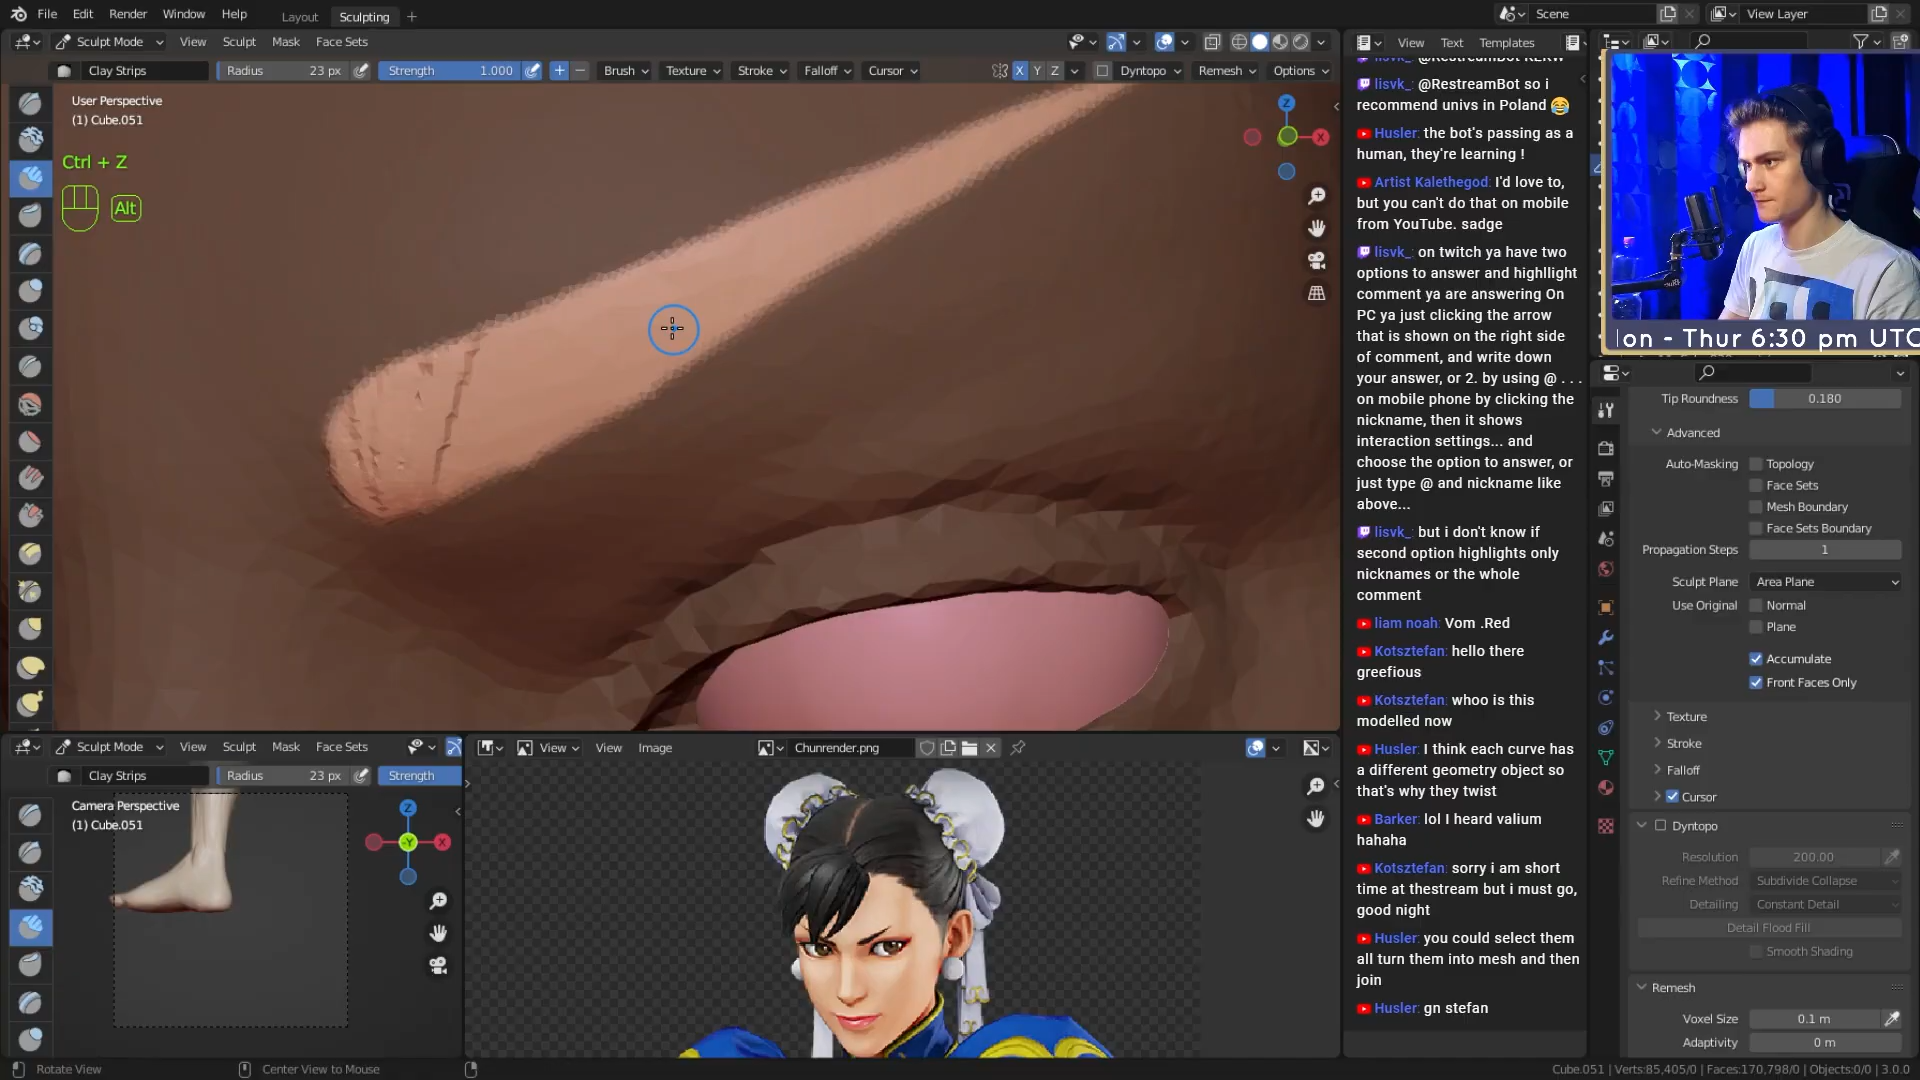 File Edit Render Window Help Layout Sculpting + Scene View Layer
Sculpt Mode View Sculpt Mask Face Sets View Text Templates
Clay Strips Radius 23 px Strength 1.000 Brush Texture Stroke Falloff Cursor X Y Z Dyntopo Remesh Options
User Perspective
(1) Cube.051
Ctrl + Z
Alt
Z
X
lisvk_: @RestreamBot KEKW
lisvk_: @RestreamBot so i
recommend univs in Poland 😂
Husler: the bot's passing as a
human, they're learning !
Artist Kalethegod: I'd love to,
but you can't do that on mobile
from YouTube. sadge
lisvk_: on twitch ya have two
options to answer and highllight
comment ya are answering On
PC ya just clicking the arrow
that is shown on the right side
of comment, and write down
your answer, or 2. by using @ . . .
on mobile phone by clicking the
nickname, then it shows
interaction settings... and
choose the option to answer, or
just type @ and nickname like
above...
lisvk_: but i don't know if
second option highlights only
nicknames or the whole
comment
liam noah: Vom .Red
Kotsztefan: hello there
greefious
Kotsztefan: whoo is this
modelled now
Husler: I think each curve has
a different geometry object so
that's why they twist
Barker: lol I heard valium
hahaha
Kotsztefan: sorry i am short
time at thestream but i must go,
good night
Husler: you could select them
all turn them into mesh and then
join
Husler: gn stefan
on - Thur 6:30 pm UTC
Tip Roundness 0.180
Advanced
Auto-Masking Topology
Face Sets
Mesh Boundary
Face Sets Boundary
Propagation Steps 1
Sculpt Plane Area Plane
Use Original Normal
Plane
Accumulate
Front Faces Only
Texture
Stroke
Falloff
Cursor
Dyntopo
Resolution 200.00
Refine Method Subdivide Collapse
Detailing Constant Detail
Detail Flood Fill
Smooth Shading
Remesh
Voxel Size 0.1 m
Adaptivity 0 m
Sculpt Mode View Sculpt Mask Face Sets
Clay Strips Radius 23 px Strength
Camera Perspective
(1) Cube.051
Z
-Y
X
View View Image Chunrender.png
Rotate View Center View to Mouse
Cube.051 | Verts:85,405/0 | Faces:170,798/0 | Objects:0/0 | 3.0.0